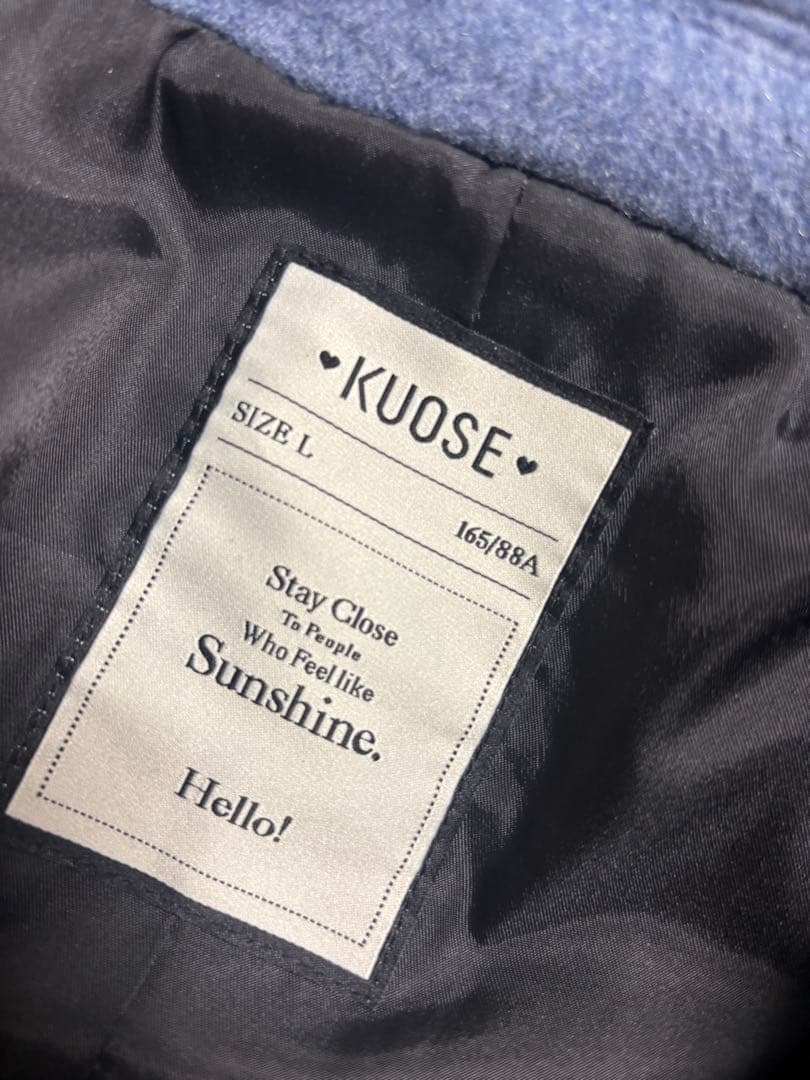 ♥KUOSE♥
SIZE L
165/88A
Stay Close
To People
Who Feel like
Sunshine.
Hello!